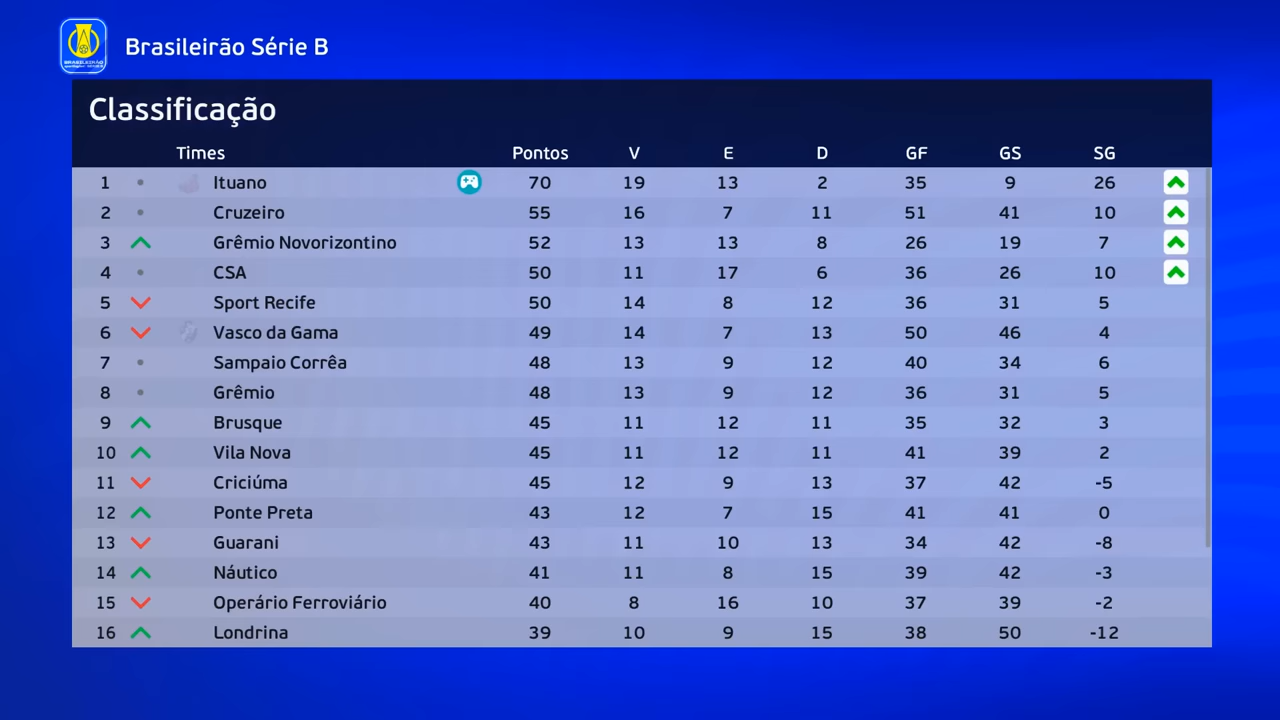 Brasileirão Série B
Classificação
Times Pontos V E D GF GS SG
1 Ituano 70 19 13 2 35 9 26
2 Cruzeiro 55 16 7 11 51 41 10
3 Grêmio Novorizontino 52 13 13 8 26 19 7
4 CSA 50 11 17 6 36 26 10
5 Sport Recife 50 14 8 12 36 31 5
6 Vasco da Gama 49 14 7 13 50 46 4
7 Sampaio Corrêa 48 13 9 12 40 34 6
8 Grêmio 48 13 9 12 36 31 5
9 Brusque 45 11 12 11 35 32 3
10 Vila Nova 45 11 12 11 41 39 2
11 Criciúma 45 12 9 13 37 42 -5
12 Ponte Preta 43 12 7 15 41 41 0
13 Guarani 43 11 10 13 34 42 -8
14 Náutico 41 11 8 15 39 42 -3
15 Operário Ferroviário 40 8 16 10 37 39 -2
16 Londrina 39 10 9 15 38 50 -12